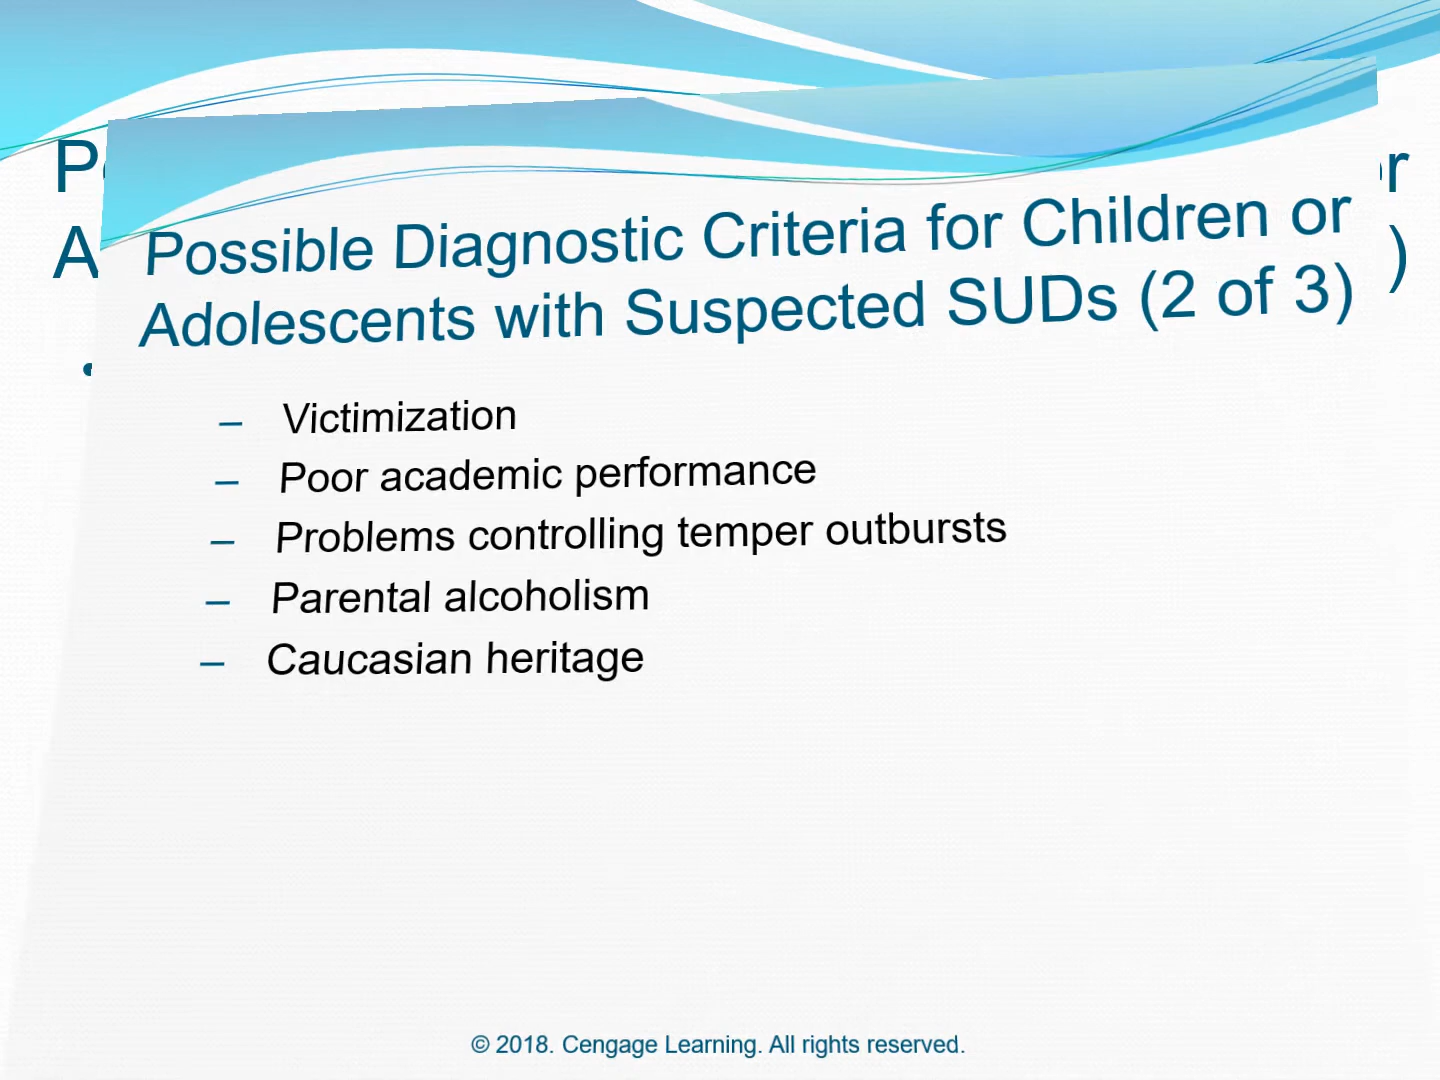 Possible Diagnostic Criteria for Children or
Adolescents with Suspected SUDs (2 of 3)
– Victimization
– Poor academic performance
– Problems controlling temper outbursts
– Parental alcoholism
– Caucasian heritage
© 2018. Cengage Learning. All rights reserved.